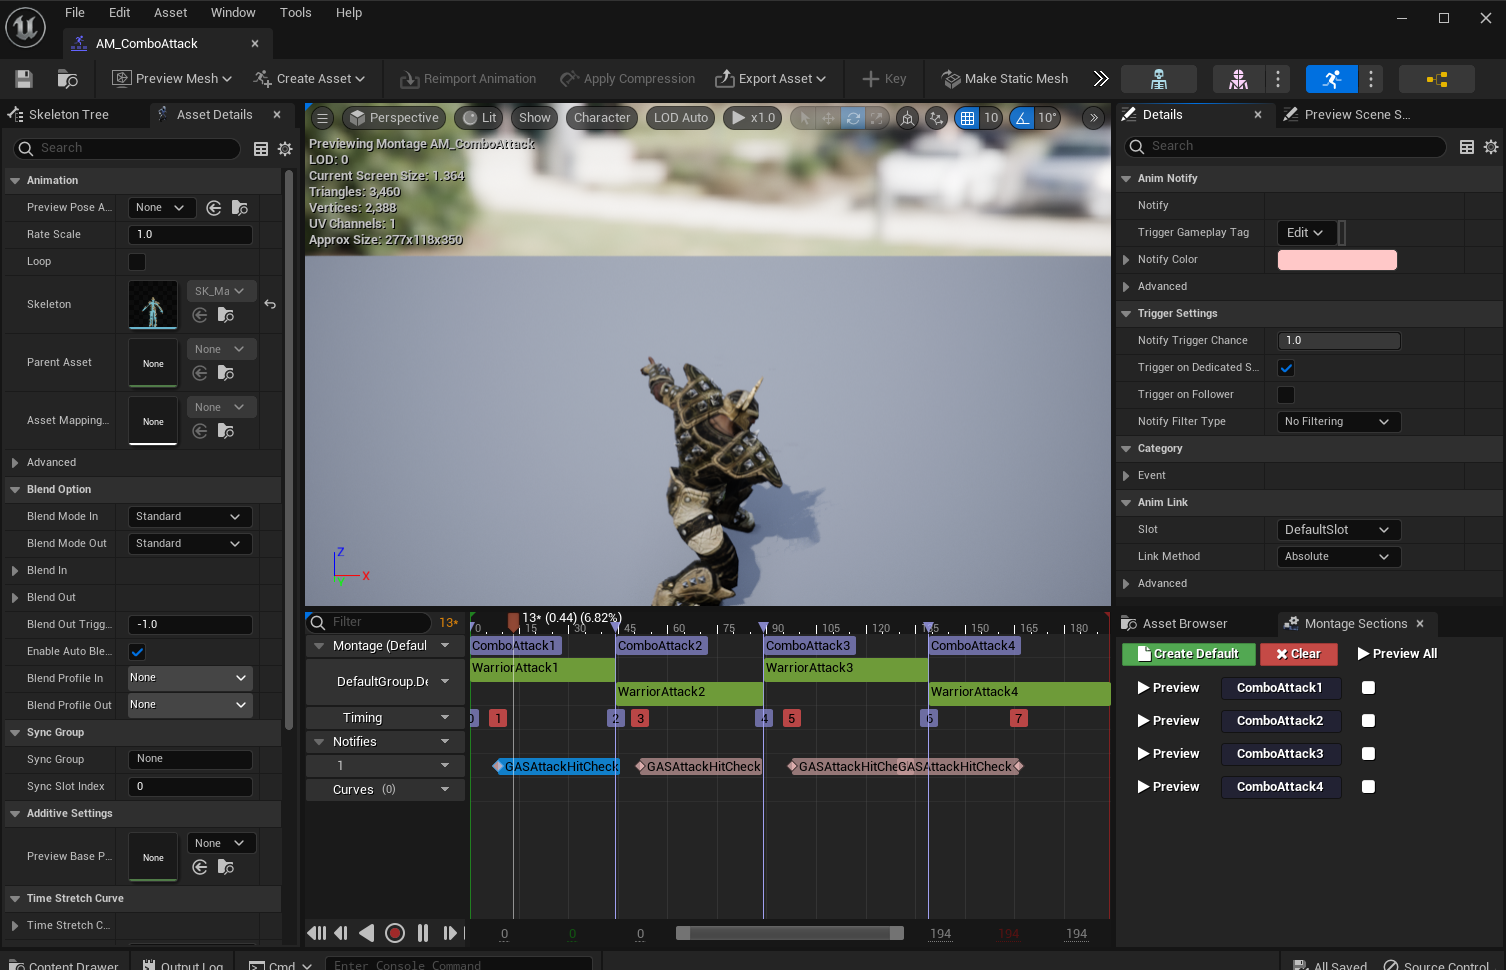 File Edit Asset Window Tools Help
AM_ComboAttack
Preview Mesh Create Asset Reimport Animation Apply Compression Export Asset Key Make Static Mesh
Skeleton Tree Asset Details
Search
Animation
Preview Pose A... None
Rate Scale 1.0
Loop
Skeleton SK_Ma
Parent Asset None None
Asset Mapping... None None
Advanced
Blend Option
Blend Mode In Standard
Blend Mode Out Standard
Blend In
Blend Out
Blend Out Trigg... -1.0
Enable Auto Ble...
Blend Profile In None
Blend Profile Out None
Sync Group
Sync Group None
Sync Slot Index 0
Additive Settings
Preview Base P... None None
Time Stretch Curve
Time Stretch C...
Perspective Lit Show Character LOD Auto x1.0 10 10°
Previewing Montage AM_ComboAttack
LOD: 0
Current Screen Size: 1.364
Triangles: 3,460
Vertices: 2,388
UV Channels: 1
Approx Size: 277x118x350
Z
X
Y
Filter 13* 13* (0.44) (6.82%)
0 15 30 45 60 75 90 105 120 135 150 165 180
Montage (Defaul ComboAttack1 ComboAttack2 ComboAttack3 ComboAttack4
WarriorAttack1 WarriorAttack3
DefaultGroup.De WarriorAttack2 WarriorAttack4
Timing 0 1 2 3 4 5 6 7
Notifies
1 GASAttackHitCheck GASAttackHitCheck GASAttackHitChe GASAttackHitCheck
Curves (0)
0 0 0 194 194 194
Details Preview Scene S...
Search
Anim Notify
Notify
Trigger Gameplay Tag Edit
Notify Color
Advanced
Trigger Settings
Notify Trigger Chance 1.0
Trigger on Dedicated S...
Trigger on Follower
Notify Filter Type No Filtering
Category
Event
Anim Link
Slot DefaultSlot
Link Method Absolute
Advanced
Asset Browser Montage Sections
Create Default Clear Preview All
Preview ComboAttack1
Preview ComboAttack2
Preview ComboAttack3
Preview ComboAttack4
Content Drawer Output Log Cmd Enter Console Command All Saved Source Control